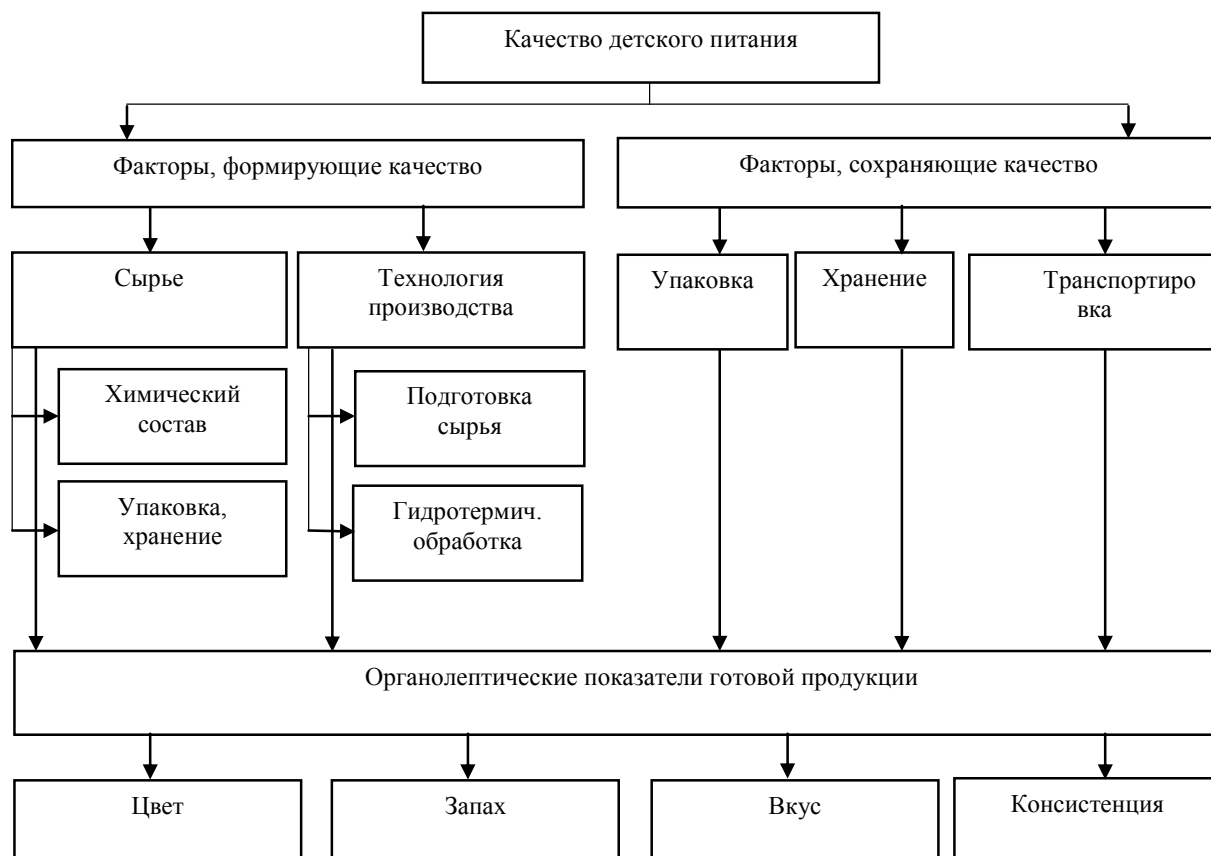 Качество детского питания
Факторы, формирующие качество
Факторы, сохраняющие качество
Сырье
Технология
производства
Упаковка
Хранение
Транспортиро
вка
Химический
состав
Подготовка
сырья
Упаковка,
хранение
Гидротермич.
обработка
Органолептические показатели готовой продукции
Цвет
Запах
Вкус
Консистенция